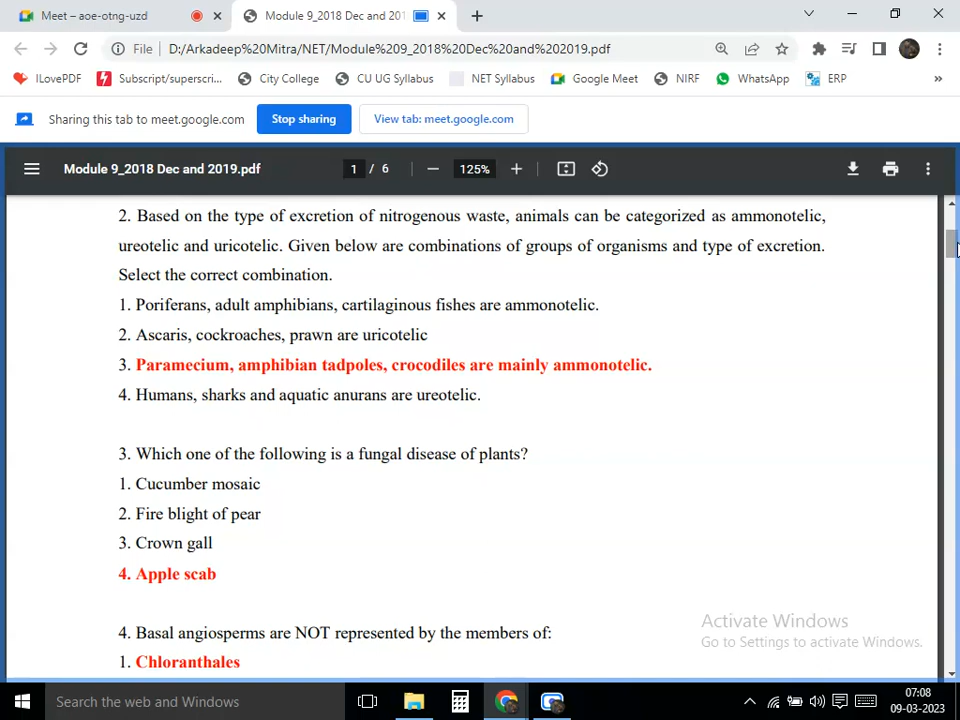 Meet – aoe-otng-uzd
Module 9_2018 Dec and 201
File
D:/Arkadeep%20Mitra/NET/Module%209_2018%20Dec%20and%202019.pdf
ILovePDF
Subscript/superscri...
City College
CU UG Syllabus
NET Syllabus
Google Meet
NIRF
WhatsApp
ERP
»
Sharing this tab to meet.google.com
Stop sharing
View tab: meet.google.com
Module 9_2018 Dec and 2019.pdf
1 / 6
125%
2. Based on the type of excretion of nitrogenous waste, animals can be categorized as ammonotelic,
ureotelic and uricotelic. Given below are combinations of groups of organisms and type of excretion.
Select the correct combination.
1. Poriferans, adult amphibians, cartilaginous fishes are ammonotelic.
2. Ascaris, cockroaches, prawn are uricotelic
3. Paramecium, amphibian tadpoles, crocodiles are mainly ammonotelic.
4. Humans, sharks and aquatic anurans are ureotelic.
3. Which one of the following is a fungal disease of plants?
1. Cucumber mosaic
2. Fire blight of pear
3. Crown gall
4. Apple scab
4. Basal angiosperms are NOT represented by the members of:
1. Chloranthales
Activate Windows
Go to Settings to activate Windows.
Search the web and Windows
07:08
09-03-2023